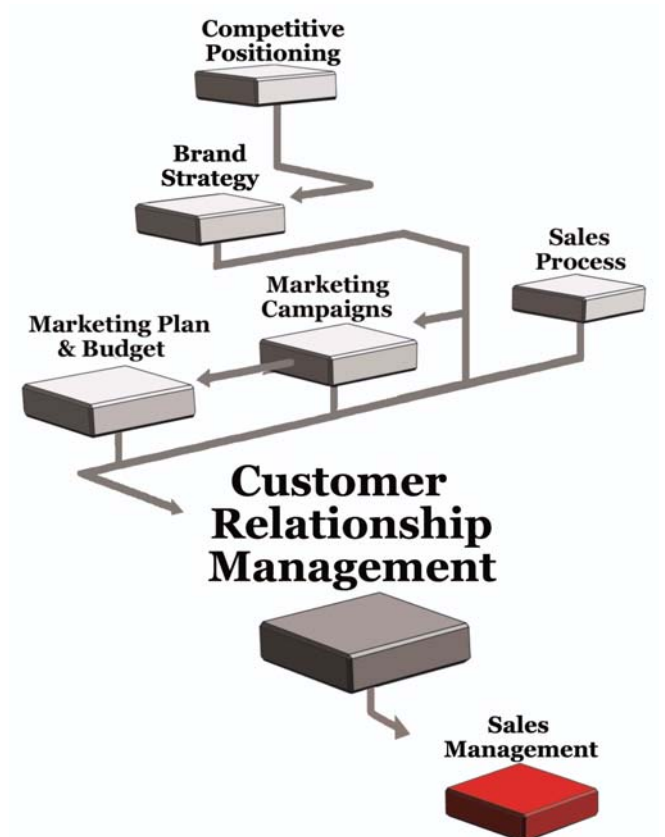 Competitive
Positioning
Brand
Strategy
Sales
Process
Marketing
Campaigns
Marketing Plan
& Budget
Customer
Relationship
Management
Sales
Management